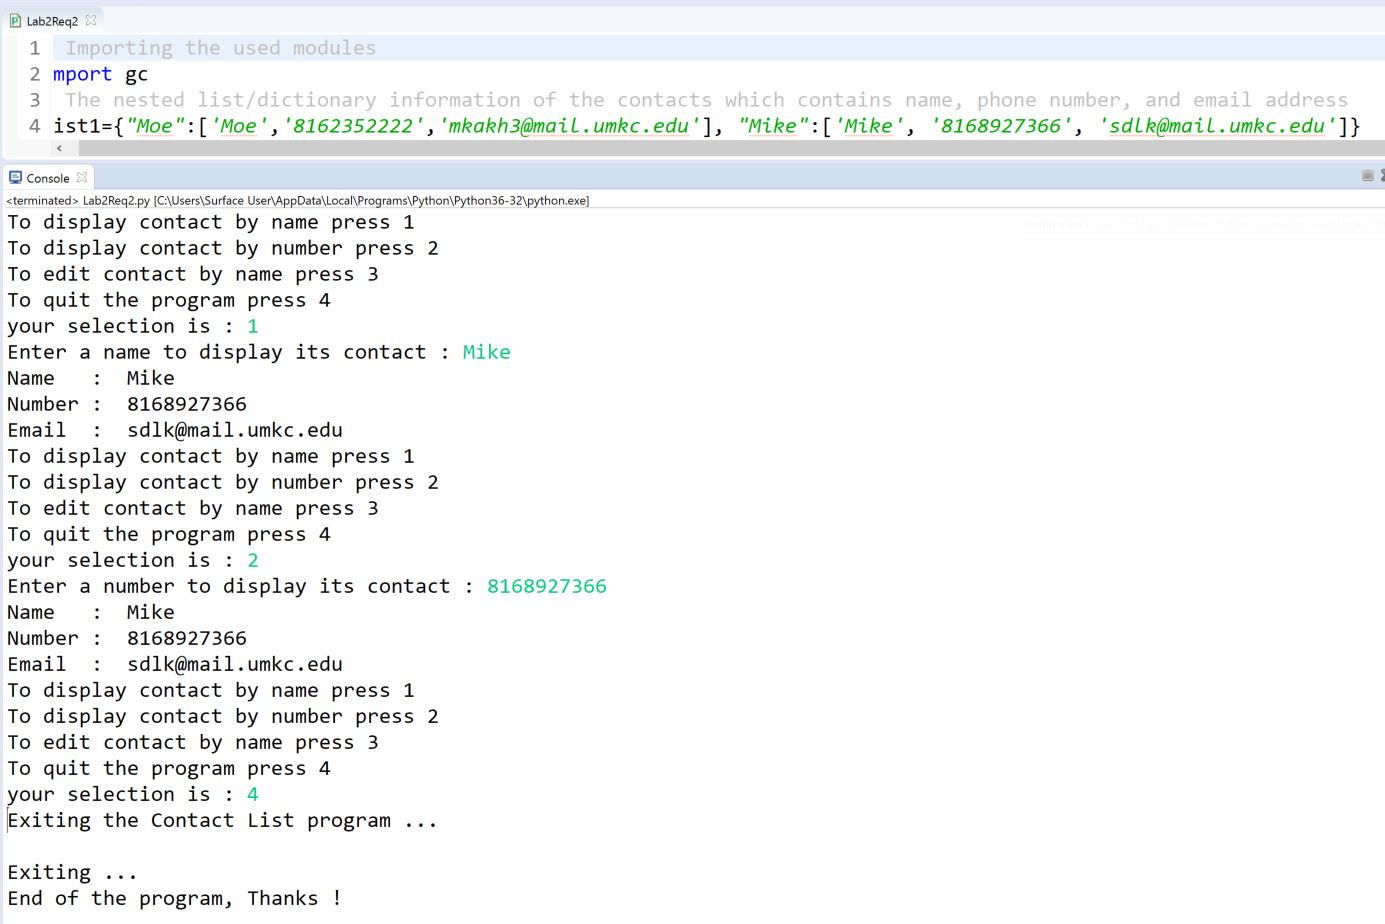 Lab2Req2
1 Importing the used modules
2 mport gc
3 The nested list/dictionary information of the contacts which contains name, phone number, and email address
4 ist1={"Moe":['Moe','8162352222','mkakh3@mail.umkc.edu'], "Mike":['Mike', '8168927366', 'sdlk@mail.umkc.edu']}
Console
<terminated> Lab2Req2.py [C:\Users\Surface User\AppData\Local\Programs\Python\Python36-32\python.exe]
To display contact by name press 1
To display contact by number press 2
To edit contact by name press 3
To quit the program press 4
your selection is : 1
Enter a name to display its contact : Mike
Name   :  Mike
Number :  8168927366
Email  :  sdlk@mail.umkc.edu
To display contact by name press 1
To display contact by number press 2
To edit contact by name press 3
To quit the program press 4
your selection is : 2
Enter a number to display its contact : 8168927366
Name   :  Mike
Number :  8168927366
Email  :  sdlk@mail.umkc.edu
To display contact by name press 1
To display contact by number press 2
To edit contact by name press 3
To quit the program press 4
your selection is : 4
Exiting the Contact List program ...
Exiting ...
End of the program, Thanks !